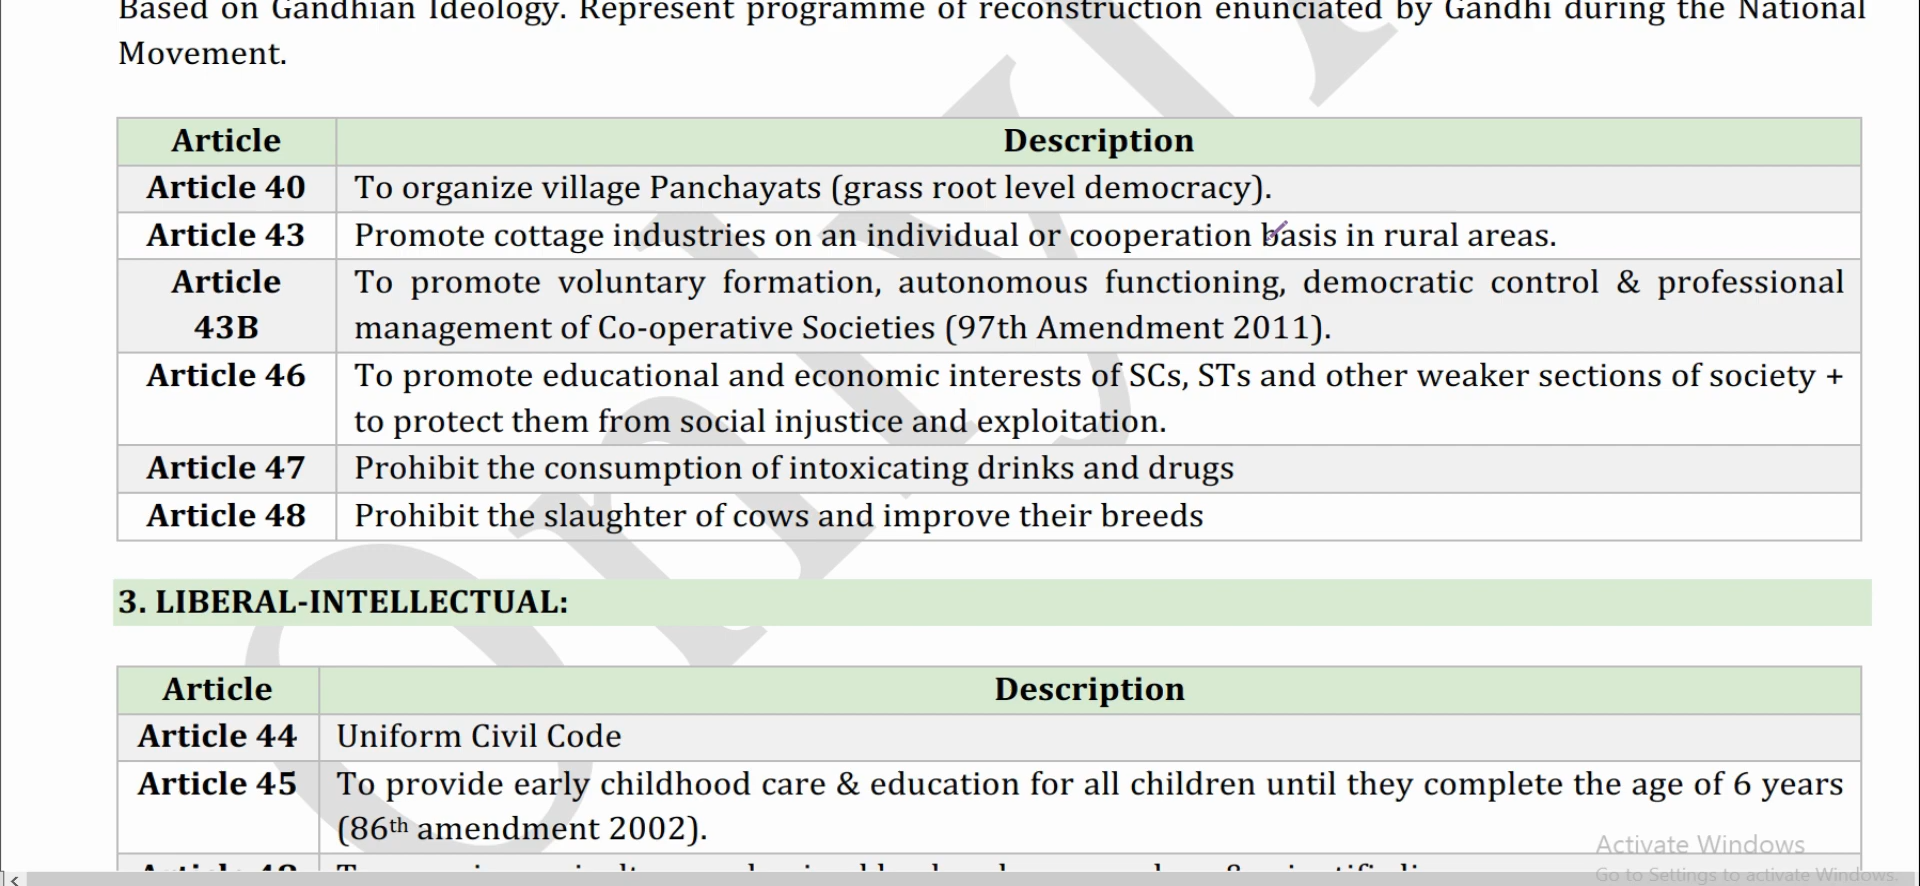 Based on Gandhian Ideology. Represent programme of reconstruction enunciated by Gandhi during the National
Movement.
Article Description
Article 40 To organize village Panchayats (grass root level democracy).
Article 43 Promote cottage industries on an individual or cooperation basis in rural areas.
Article To promote voluntary formation, autonomous functioning, democratic control & professional
43B management of Co-operative Societies (97th Amendment 2011).
Article 46 To promote educational and economic interests of SCs, STs and other weaker sections of society +
to protect them from social injustice and exploitation.
Article 47 Prohibit the consumption of intoxicating drinks and drugs
Article 48 Prohibit the slaughter of cows and improve their breeds
3. LIBERAL-INTELLECTUAL:
Article Description
Article 44 Uniform Civil Code
Article 45 To provide early childhood care & education for all children until they complete the age of 6 years
(86th amendment 2002).
Article 48
Activate Windows
Go to Settings to activate Windows.
Only